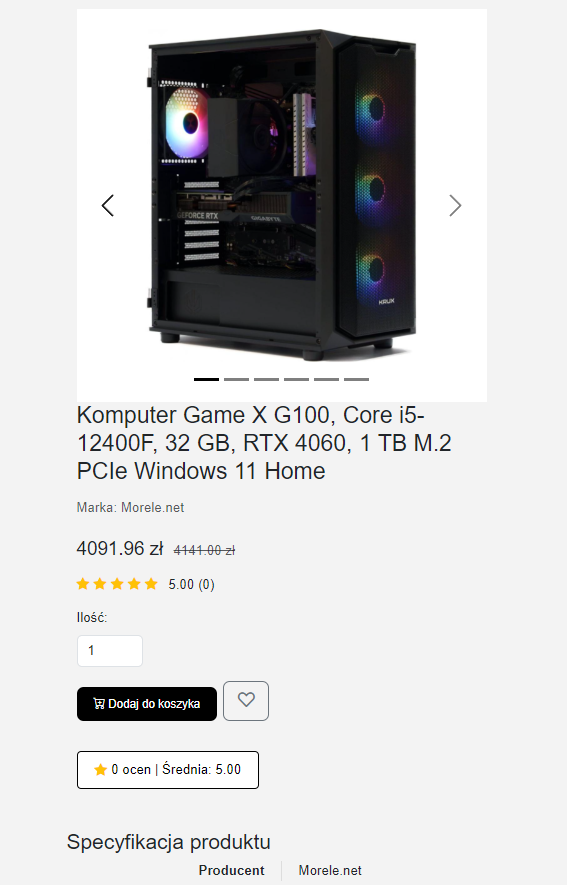 GEFORCE RTX
GIGABYTE
KRUX
Komputer Game X G100, Core i5-
12400F, 32 GB, RTX 4060, 1 TB M.2
PCIe Windows 11 Home
Marka: Morele.net
4091.96 zł 4141.00 zł
5.00 (0)
Ilość:
1
Dodaj do koszyka
0 ocen | Średnia: 5.00
Specyfikacja produktu
Producent Morele.net